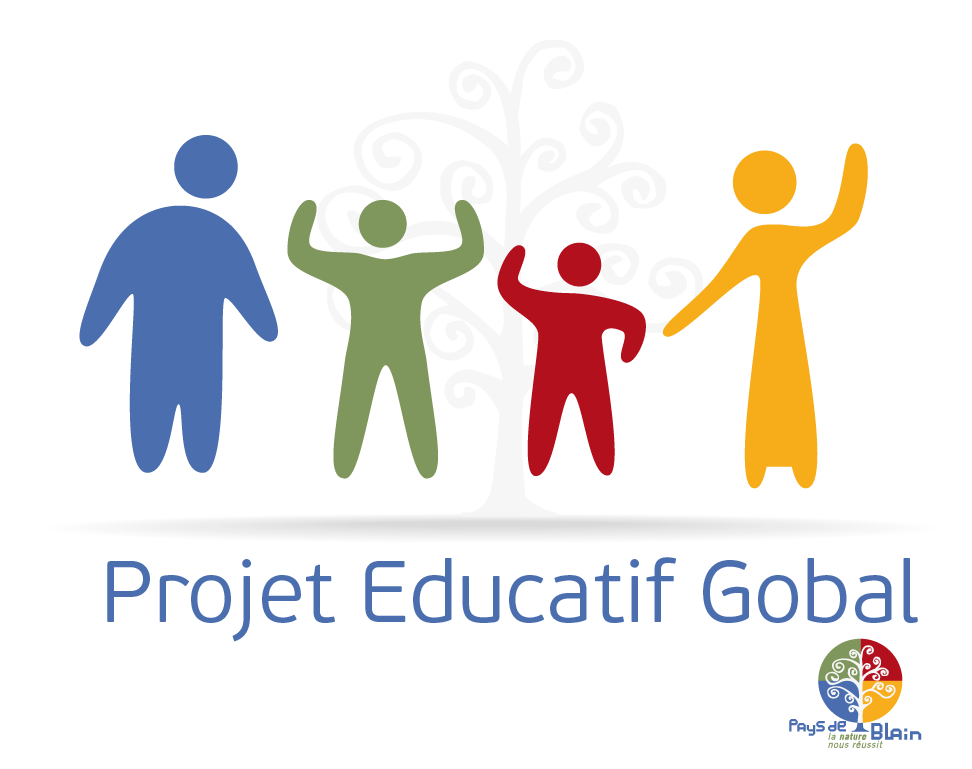 Projet Educatif Gobal
Pays de Blain
la nature
nous réussit